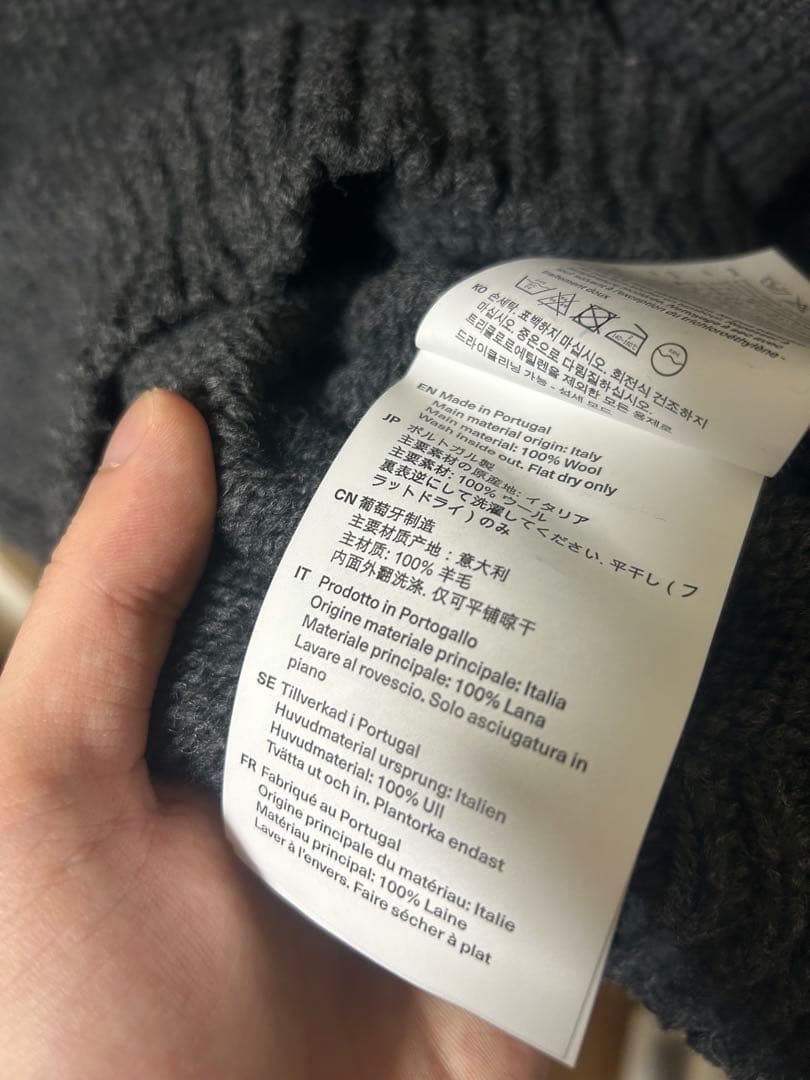 l'exception du trichloroéthylène -
traitement doux
KO 손세탁. 표백하지 마십시오. 회전식 건조하지
마십시오. 중온으로 다림질하십시오.
트리클로로에틸렌을 제외한 모든 용제로
드라이클리닝 가능 - 섬세 모드
EN Made in Portugal
Main material origin: Italy
Main material: 100% Wool
Wash inside out. Flat dry only
JP ポルトガル製
主要素材の原産地: イタリア
主要素材: 100% ウール
裏表逆にして洗濯してください. 平干し ( フ
ラットドライ ) のみ
CN 葡萄牙制造
主要材质产地：意大利
主材质: 100% 羊毛
内面外翻洗涤. 仅可平铺晾干
IT Prodotto in Portogallo
Origine materiale principale: Italia
Materiale principale: 100% Lana
Lavare al rovescio. Solo asciugatura in
piano
SE Tillverkad i Portugal
Huvudmaterial ursprung: Italien
Huvudmaterial: 100% Ull
Tvätta ut och in. Plantorka endast
FR Fabriqué au Portugal
Origine principale du matériau: Italie
Matériau principal: 100% Laine
Laver à l'envers. Faire sécher à plat